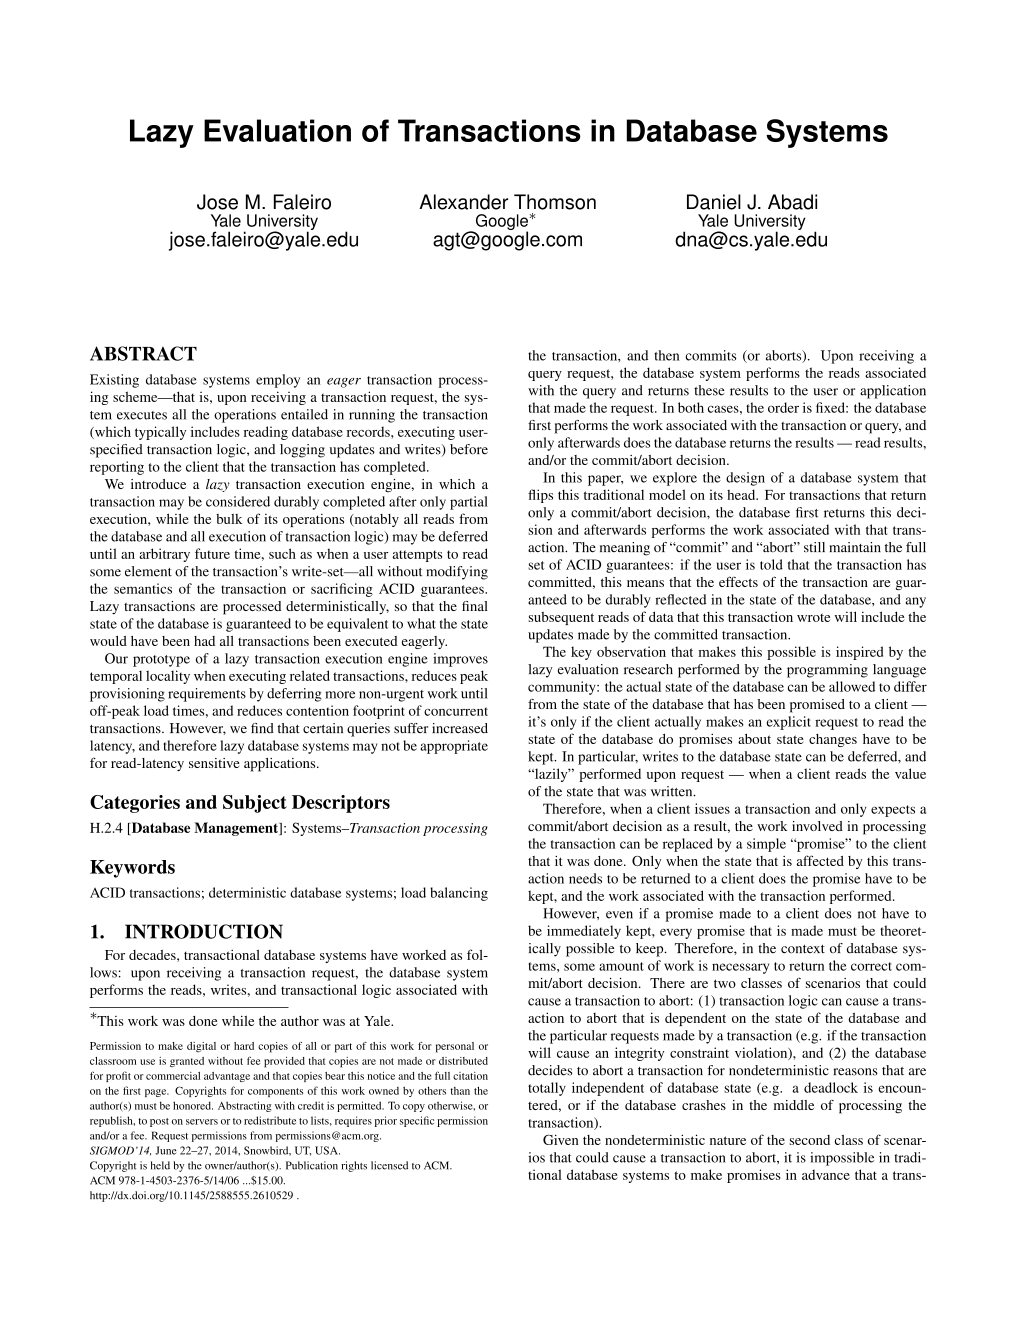 Lazy Evaluation of Transactions in Database Systems
Jose M. Faleiro
Yale University
jose.faleiro@yale.edu
Alexander Thomson
Google*
agt@google.com
Daniel J. Abadi
Yale University
dna@cs.yale.edu
ABSTRACT
Existing database systems employ an eager transaction process-
ing scheme—that is, upon receiving a transaction request, the sys-
tem executes all the operations entailed in running the transaction
(which typically includes reading database records, executing user-
specified transaction logic, and logging updates and writes) before
reporting to the client that the transaction has completed.
We introduce a lazy transaction execution engine, in which a
transaction may be considered durably completed after only partial
execution, while the bulk of its operations (notably all reads from
the database and all execution of transaction logic) may be deferred
until an arbitrary future time, such as when a user attempts to read
some element of the transaction's write-set—all without modifying
the semantics of the transaction or sacrificing ACID guarantees.
Lazy transactions are processed deterministically, so that the final
state of the database is guaranteed to be equivalent to what the state
would have been had all transactions been executed eagerly.
Our prototype of a lazy transaction execution engine improves
temporal locality when executing related transactions, reduces peak
provisioning requirements by deferring more non-urgent work until
off-peak load times, and reduces contention footprint of concurrent
transactions. However, we find that certain queries suffer increased
latency, and therefore lazy database systems may not be appropriate
for read-latency sensitive applications.
Categories and Subject Descriptors
H.2.4 [Database Management]: Systems–Transaction processing
Keywords
ACID transactions; deterministic database systems; load balancing
1. INTRODUCTION
For decades, transactional database systems have worked as fol-
lows: upon receiving a transaction request, the database system
performs the reads, writes, and transactional logic associated with
*This work was done while the author was at Yale.
Permission to make digital or hard copies of all or part of this work for personal or
classroom use is granted without fee provided that copies are not made or distributed
for profit or commercial advantage and that copies bear this notice and the full citation
on the first page. Copyrights for components of this work owned by others than the
author(s) must be honored. Abstracting with credit is permitted. To copy otherwise, or
republish, to post on servers or to redistribute to lists, requires prior specific permission
and/or a fee. Request permissions from permissions@acm.org.
SIGMOD'14, June 22–27, 2014, Snowbird, UT, USA.
Copyright is held by the owner/author(s). Publication rights licensed to ACM.
ACM 978-1-4503-2376-5/14/06 ...$15.00.
http://dx.doi.org/10.1145/2588555.2610529 .
the transaction, and then commits (or aborts). Upon receiving a
query request, the database system performs the reads associated
with the query and returns these results to the user or application
that made the request. In both cases, the order is fixed: the database
first performs the work associated with the transaction or query, and
only afterwards does the database returns the results — read results,
and/or the commit/abort decision.
In this paper, we explore the design of a database system that
flips this traditional model on its head. For transactions that return
only a commit/abort decision, the database first returns this deci-
sion and afterwards performs the work associated with that trans-
action. The meaning of “commit” and “abort” still maintain the full
set of ACID guarantees: if the user is told that the transaction has
committed, this means that the effects of the transaction are guar-
anteed to be durably reflected in the state of the database, and any
subsequent reads of data that this transaction wrote will include the
updates made by the committed transaction.
The key observation that makes this possible is inspired by the
lazy evaluation research performed by the programming language
community: the actual state of the database can be allowed to differ
from the state of the database that has been promised to a client —
it's only if the client actually makes an explicit request to read the
state of the database do promises about state changes have to be
kept. In particular, writes to the database state can be deferred, and
“lazily” performed upon request — when a client reads the value
of the state that was written.
Therefore, when a client issues a transaction and only expects a
commit/abort decision as a result, the work involved in processing
the transaction can be replaced by a simple “promise” to the client
that it was done. Only when the state that is affected by this trans-
action needs to be returned to a client does the promise have to be
kept, and the work associated with the transaction performed.
However, even if a promise made to a client does not have to
be immediately kept, every promise that is made must be theoret-
ically possible to keep. Therefore, in the context of database sys-
tems, some amount of work is necessary to return the correct com-
mit/abort decision. There are two classes of scenarios that could
cause a transaction to abort: (1) transaction logic can cause a trans-
action to abort that is dependent on the state of the database and
the particular requests made by a transaction (e.g. if the transaction
will cause an integrity constraint violation), and (2) the database
decides to abort a transaction for nondeterministic reasons that are
totally independent of database state (e.g. a deadlock is encoun-
tered, or if the database crashes in the middle of processing the
transaction).
Given the nondeterministic nature of the second class of scenar-
ios that could cause a transaction to abort, it is impossible in tradi-
tional database systems to make promises in advance that a trans-